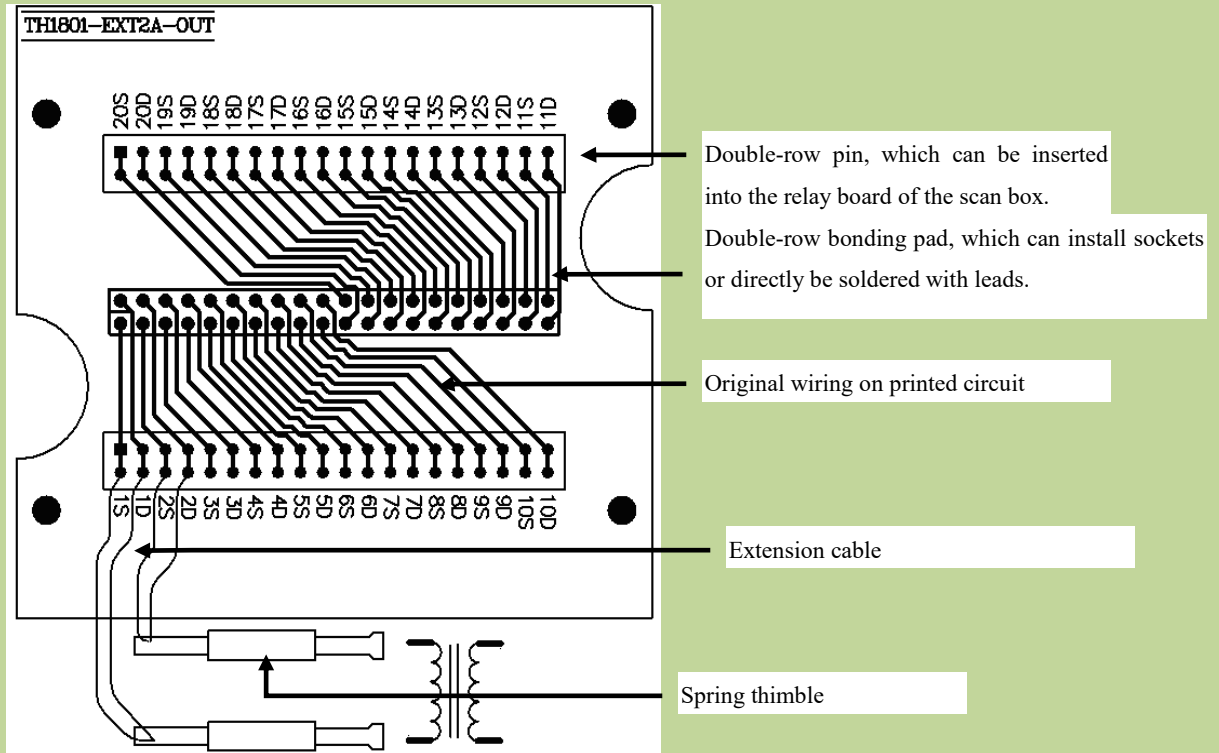 TH1801-EXT2A-OUT
20S 20D 19S 19D 18S 18D 17S 17D 16S 16D 15S 15D 14S 14D 13S 13D 12S 12D 11S 11D
Double-row pin, which can be inserted
into the relay board of the scan box.
Double-row bonding pad, which can install sockets
or directly be soldered with leads.
Original wiring on printed circuit
1S 1D 2S 2D 3S 3D 4S 4D 5S 5D 6S 6D 7S 7D 8S 8D 9S 9D 10S 10D
Extension cable
Spring thimble